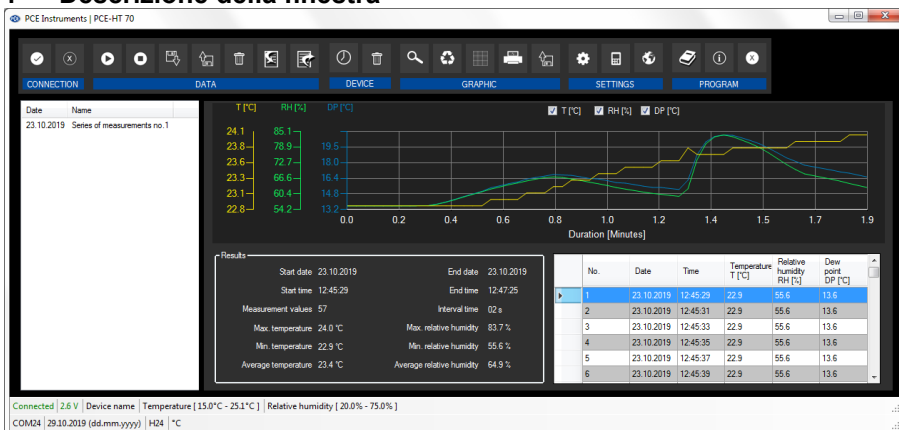 Descrizione della finestra
PCE Instruments | PCE-HT 70
CONNECTION DATA DEVICE GRAPHIC SETTINGS PROGRAM
Date Name
23.10.2019 Series of measurements no.1
T [°C] RH [%] DP [°C]
T [°C] RH [%] DP [°C]
24.1 85.1
23.8 78.9 19.5
23.6 72.7 18.0
23.3 66.6 16.4
23.1 60.4 14.8
22.8 54.2 13.2
0.0 0.2 0.4 0.6 0.8 1.0 1.2 1.4 1.5 1.7 1.9
Duration [Minutes]
Results
Start date 23.10.2019 End date 23.10.2019
Start time 12:45:29 End time 12:47:25
Measurement values 57 Interval time 02 s
Max. temperature 24.0 °C Max. relative humidity 83.7 %
Min. temperature 22.9 °C Min. relative humidity 55.6 %
Average temperature 23.4 °C Average relative humidity 64.9 %
No. Date Time Temperature T [°C] Relative humidity RH [%] Dew point DP [°C]
1 23.10.2019 12:45:29 22.9 55.6 13.6
2 23.10.2019 12:45:31 22.9 55.6 13.6
3 23.10.2019 12:45:33 22.9 55.6 13.6
4 23.10.2019 12:45:35 22.9 55.6 13.6
5 23.10.2019 12:45:37 22.9 55.6 13.6
6 23.10.2019 12:45:39 22.9 55.6 13.6
Connected 2.6 V Device name Temperature [ 15.0°C - 25.1°C ] Relative humidity [ 20.0% - 75.0% ]
COM24 29.10.2019 (dd.mm.yyyy) H24 °C